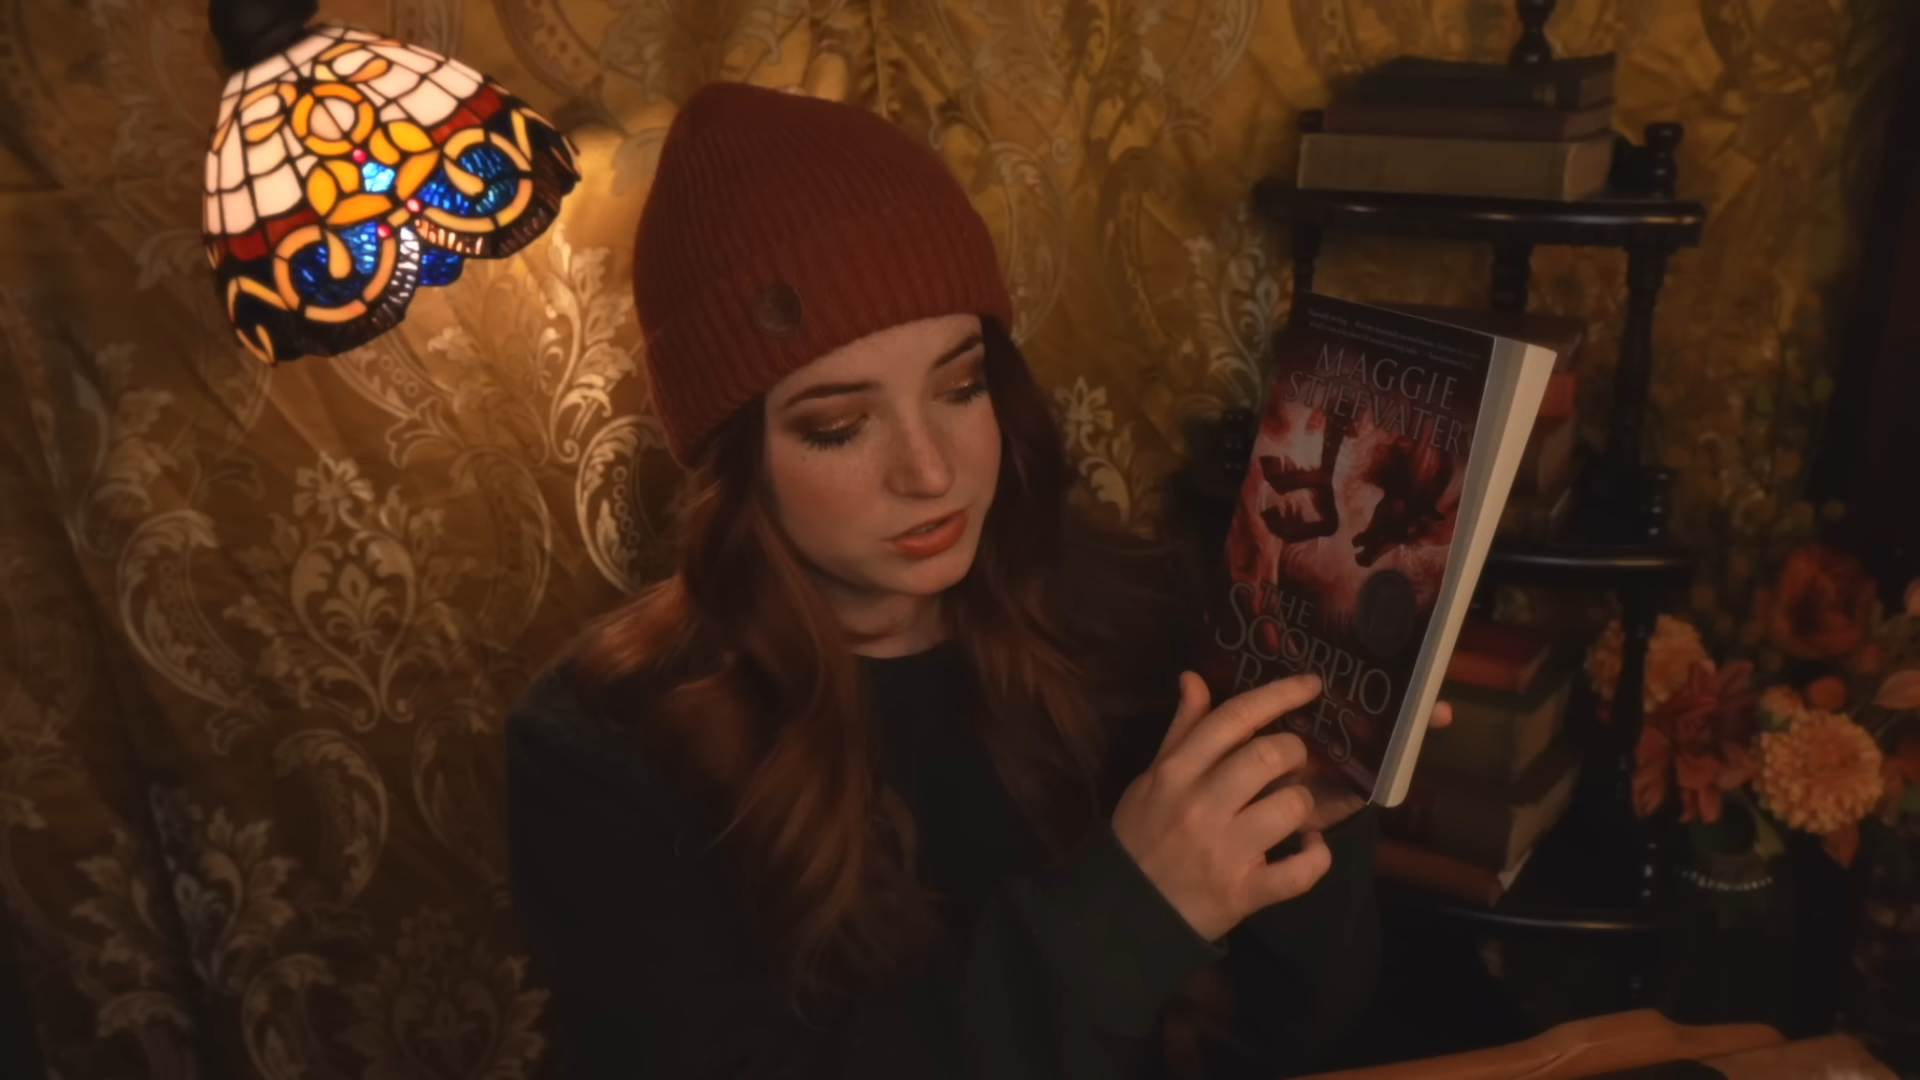 MAGGIE
STIEFVATER
THE
SCORPIO
RACES